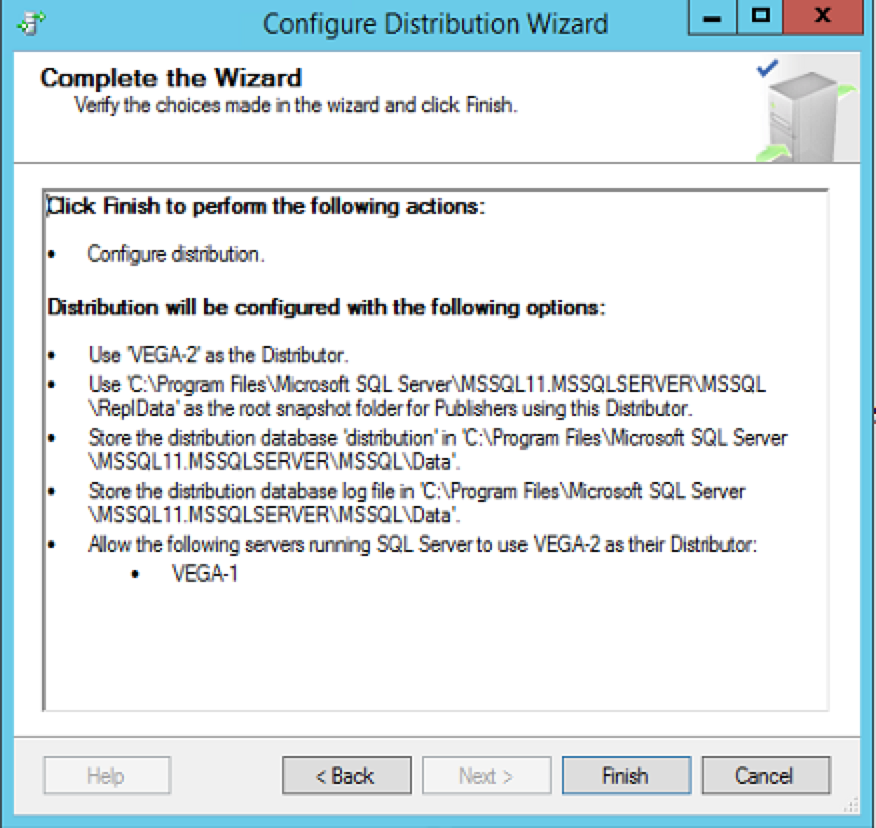 Configure Distribution Wizard
Complete the Wizard
Verify the choices made in the wizard and click Finish.
Click Finish to perform the following actions:
• Configure distribution.
Distribution will be configured with the following options:
• Use 'VEGA-2' as the Distributor.
• Use 'C:\Program Files\Microsoft SQL Server\MSSQL11.MSSQLSERVER\MSSQL
\ReplData' as the root snapshot folder for Publishers using this Distributor.
• Store the distribution database 'distribution' in 'C:\Program Files\Microsoft SQL Server
\MSSQL11.MSSQLSERVER\MSSQL\Data'.
• Store the distribution database log file in 'C:\Program Files\Microsoft SQL Server
\MSSQL11.MSSQLSERVER\MSSQL\Data'.
• Allow the following servers running SQL Server to use VEGA-2 as their Distributor:
• VEGA-1
Help < Back Next > Finish Cancel